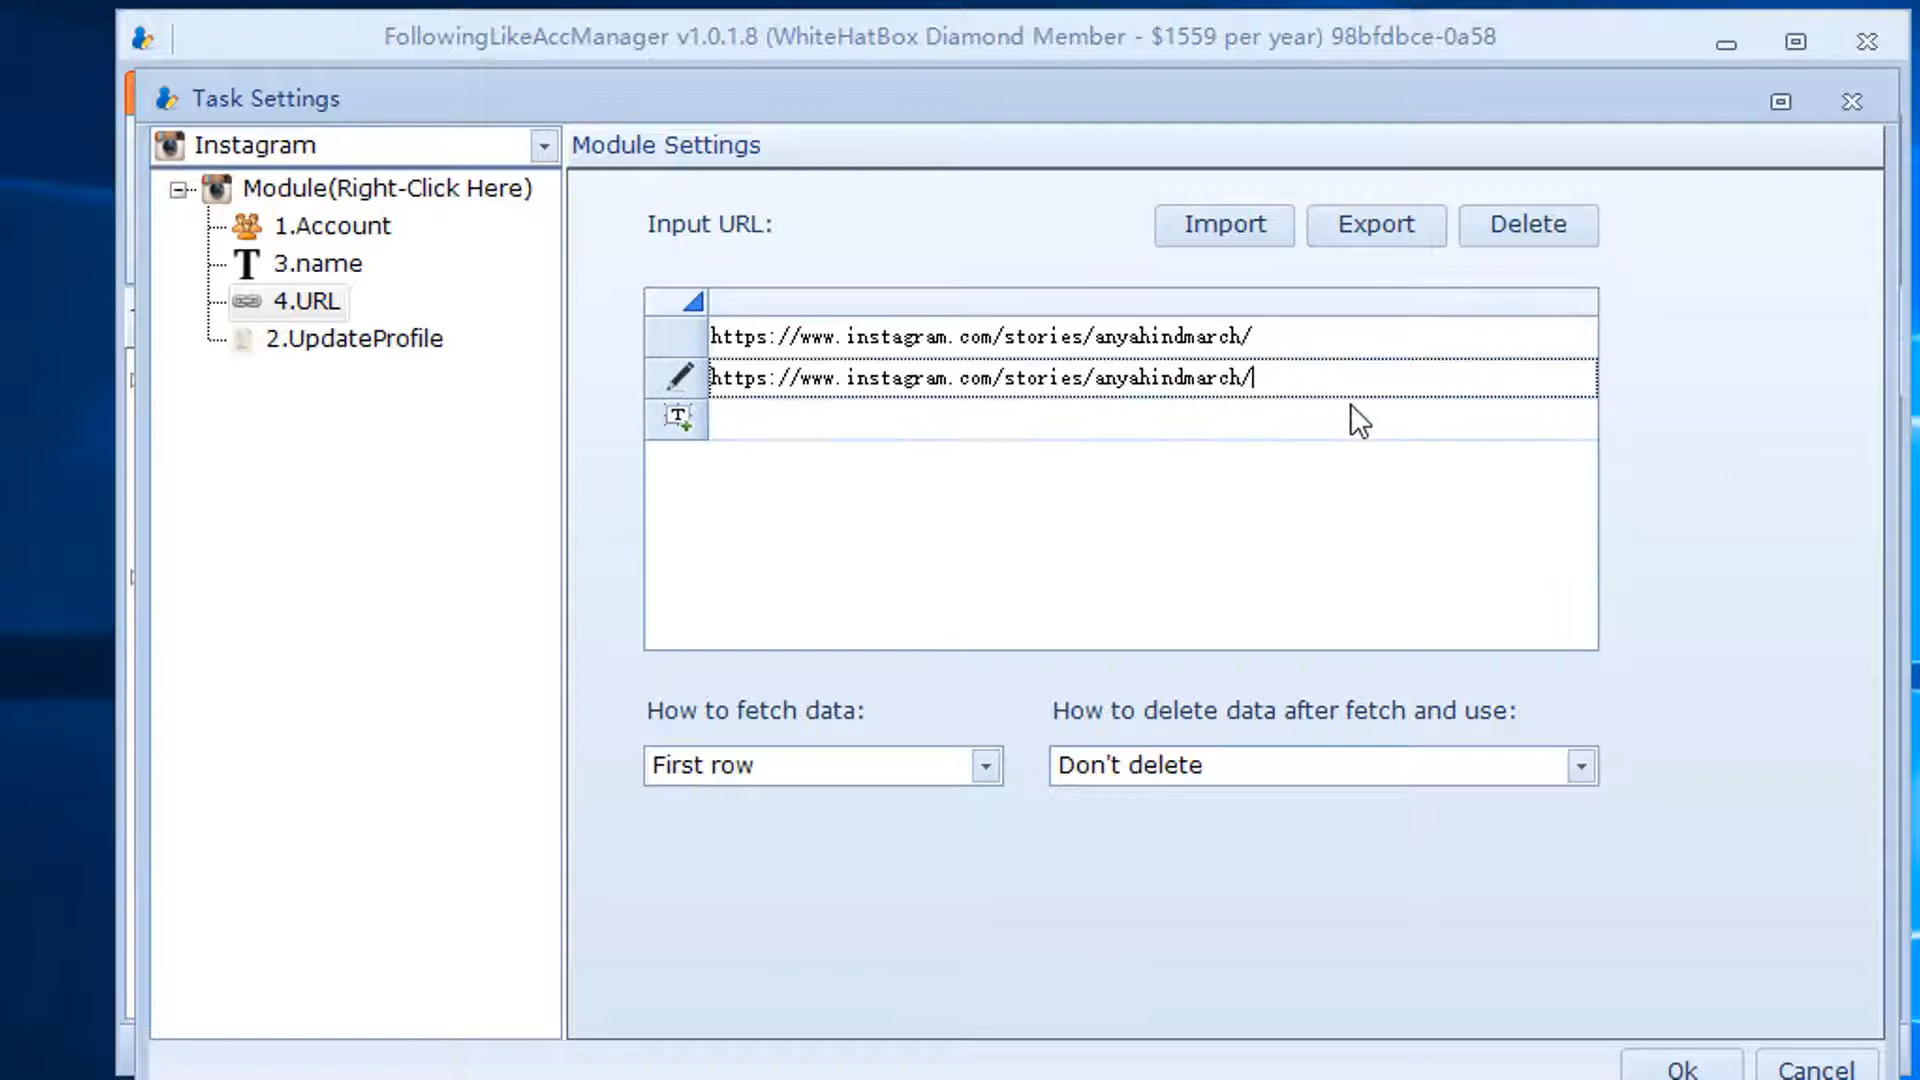 FollowingLikeAccManager v1.0.1.8 (WhiteHatBox Diamond Member - $1559 per year) 98bfdbce-0a58
Task Settings
Instagram
Module Settings
Module(Right-Click Here)
1.Account
3.name
4.URL
2.UpdateProfile
Input URL:
Import
Export
Delete
https://www.instagram.com/stories/anyahindmarch/
https://www.instagram.com/stories/anyahindmarch/
How to fetch data:
How to delete data after fetch and use:
First row
Don't delete
Ok
Cancel